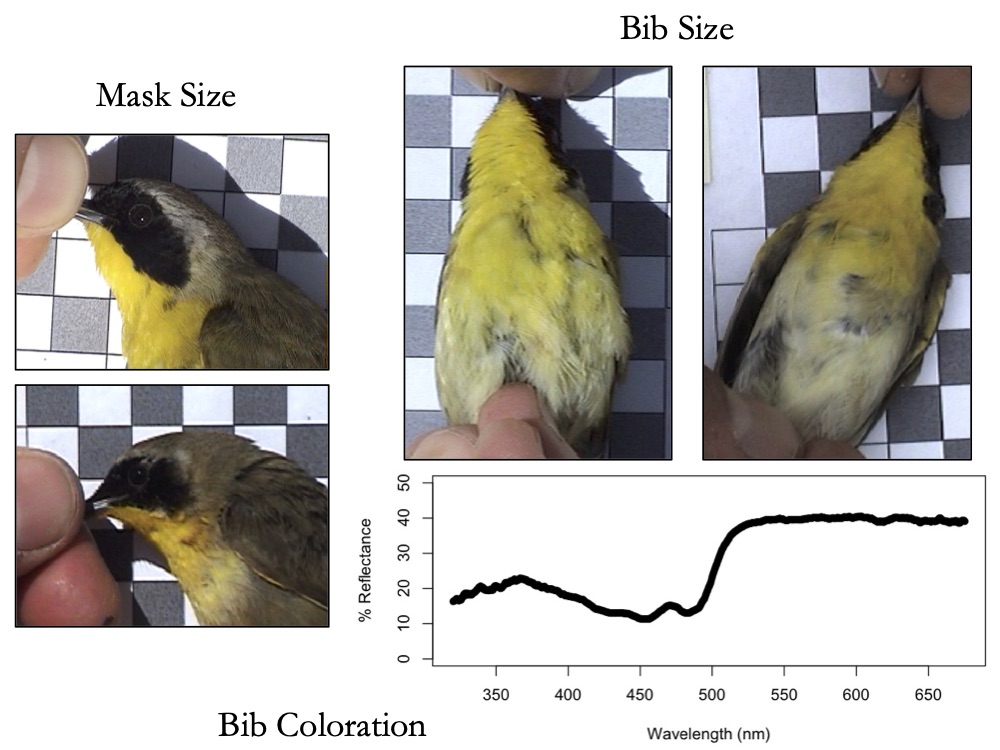 Bib Size
Mask Size
50
40
30
20
10
0
% Reflectance
350 400 450 500 550 600 650
Wavelength (nm)
Bib Coloration